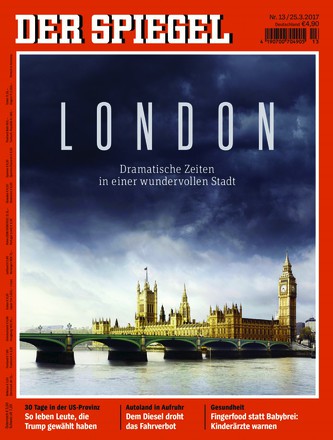 DER SPIEGEL
Nr. 13 / 25.3.2017
Deutschland €4,90
LONDON
Dramatische Zeiten
in einer wundervollen Stadt
30 Tage in der US-Provinz
So leben Leute, die
Trump gewählt haben
Autoland in Aufruhr
Dem Diesel droht
das Fahrverbot
Gesundheit
Fingerfood statt Babybrei:
Kinderärzte warnen